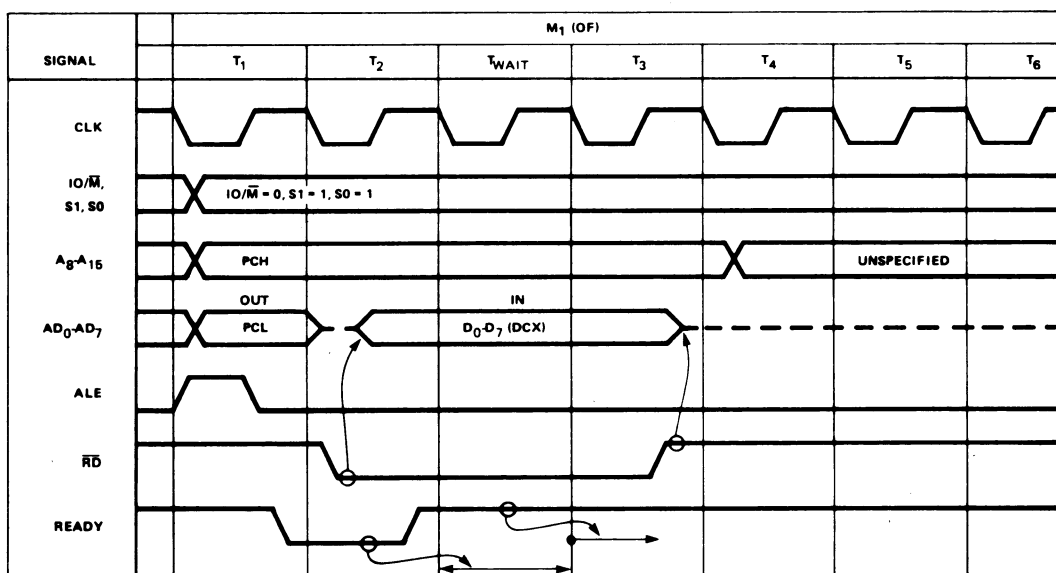 M1 (OF)
SIGNAL T1 T2 TWAIT T3 T4 T5 T6
CLK
IO/M̅,
S1, S0
IO/M̅ = 0, S1 = 1, S0 = 1
A8-A15 PCH UNSPECIFIED
OUT IN
AD0-AD7 PCL D0-D7 (DCX)
ALE
R̅D̅
READY